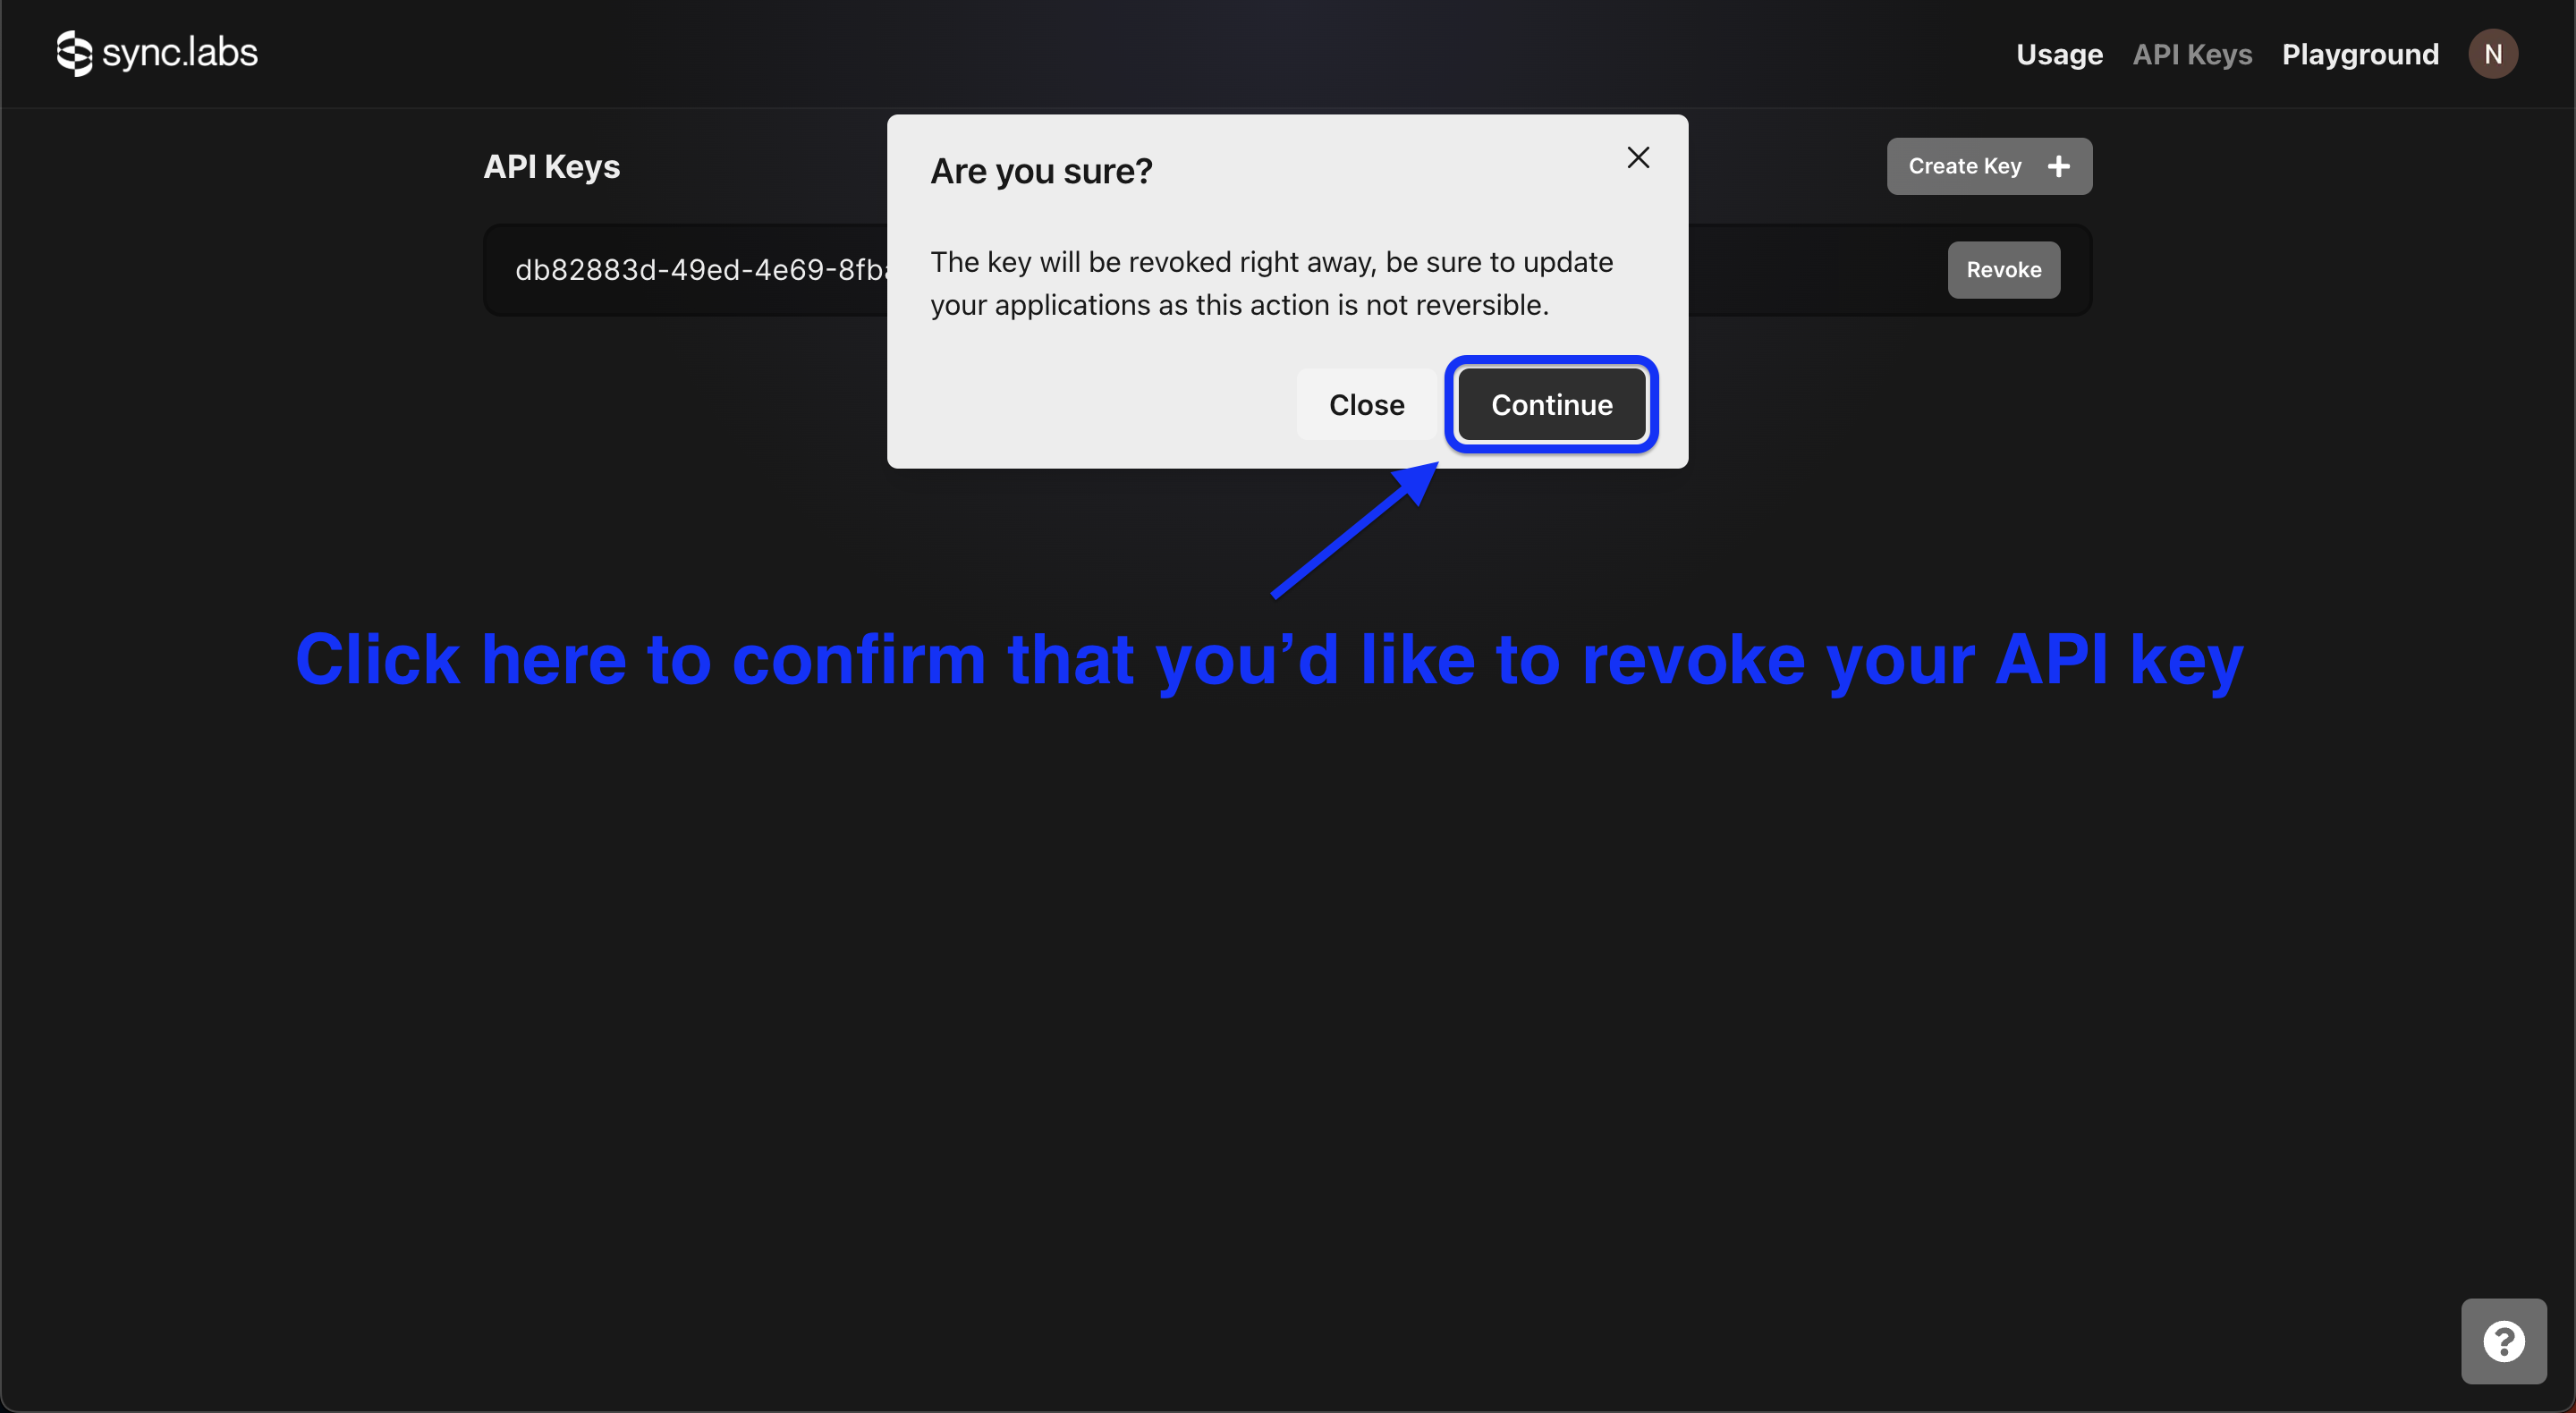 sync.labs
Usage API Keys Playground N
API Keys
Create Key +
db82883d-49ed-4e69-8fb
Revoke
Are you sure?
The key will be revoked right away, be sure to update
your applications as this action is not reversible.
Close Continue
Click here to confirm that you’d like to revoke your API key
?